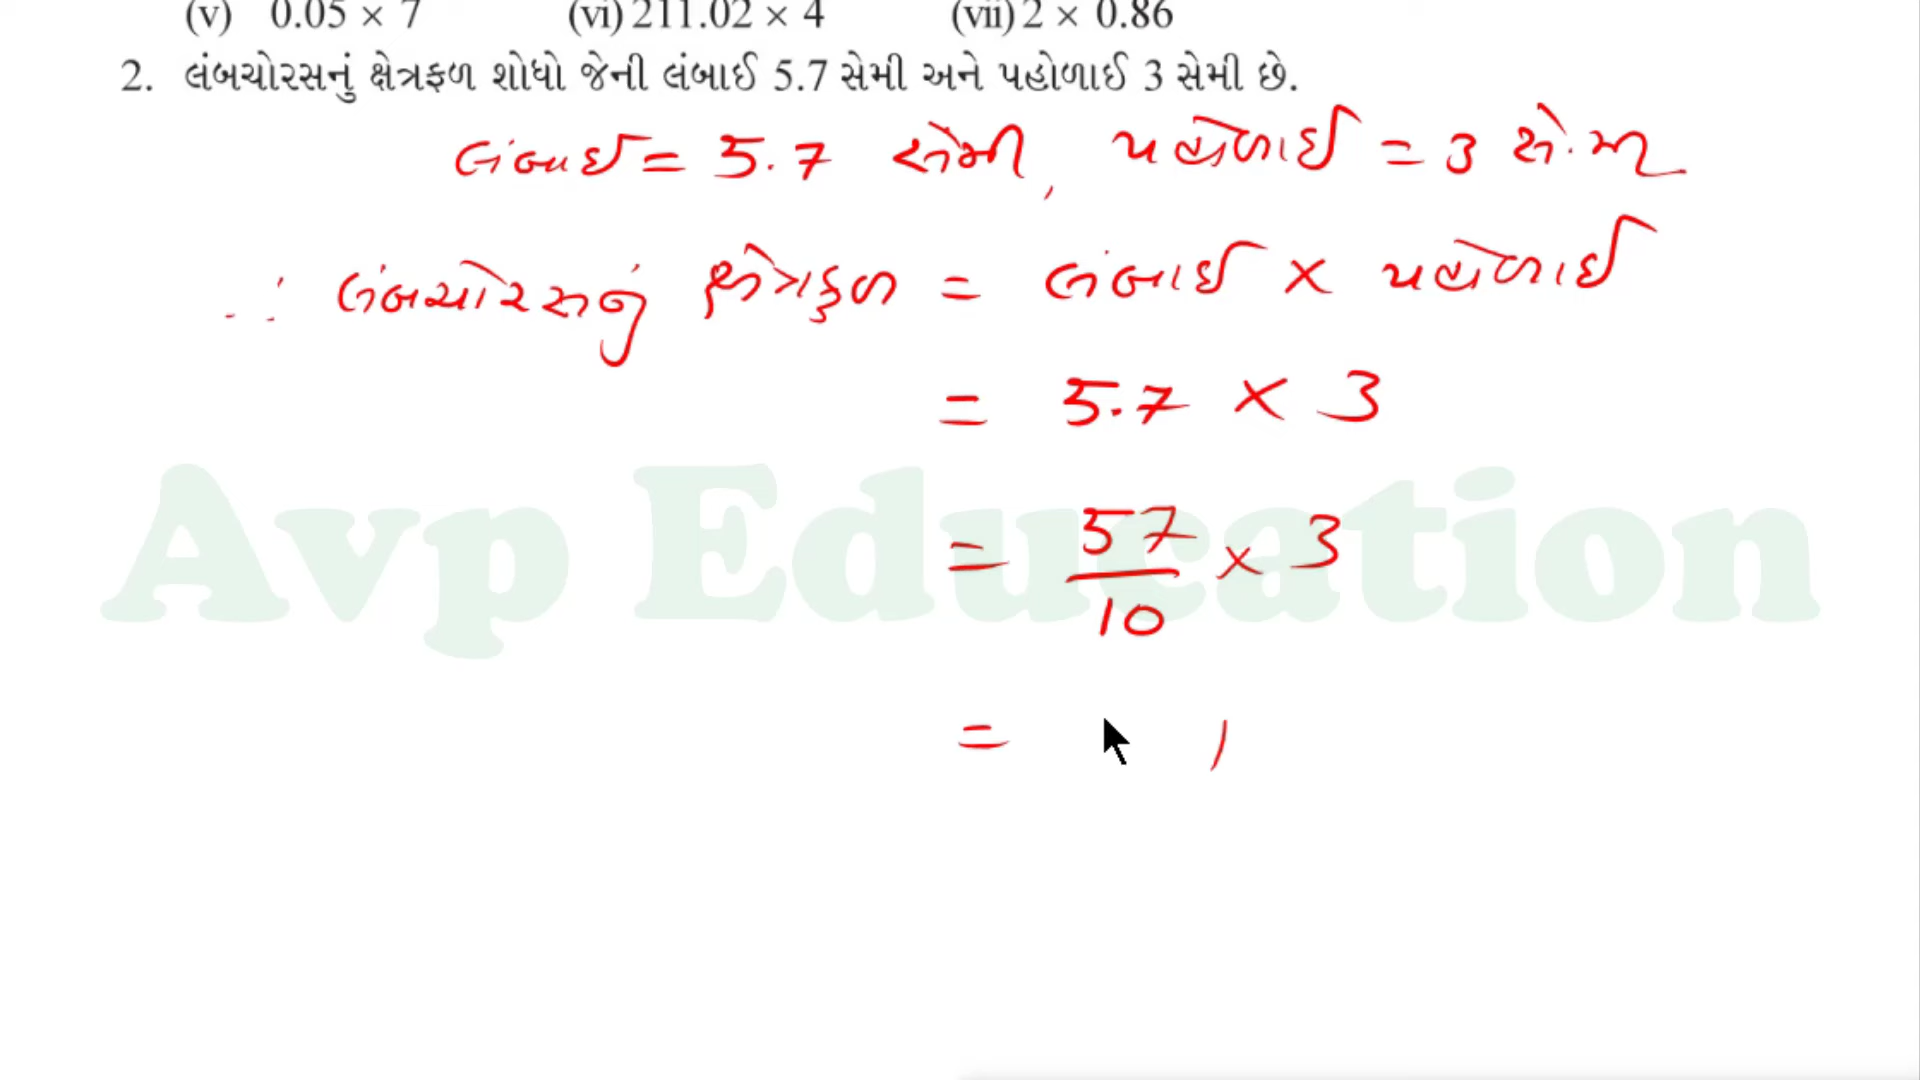 (v) 0.05 × 7 (vi) 211.02 × 4 (vii) 2 × 0.86
2. લંબચોરસનું ક્ષેત્રફળ શોધો જેની લંબાઈ 5.7 સેમી અને પહોળાઈ 3 સેમી છે.
લંબાઈ = 5.7 સેમી, પહોળાઈ = 3 સે.મી
∴ લંબચોરસનું ક્ષેત્રફળ = લંબાઈ × પહોળાઈ
= 5.7 × 3
= 57/10 × 3
= 1
Avp Education